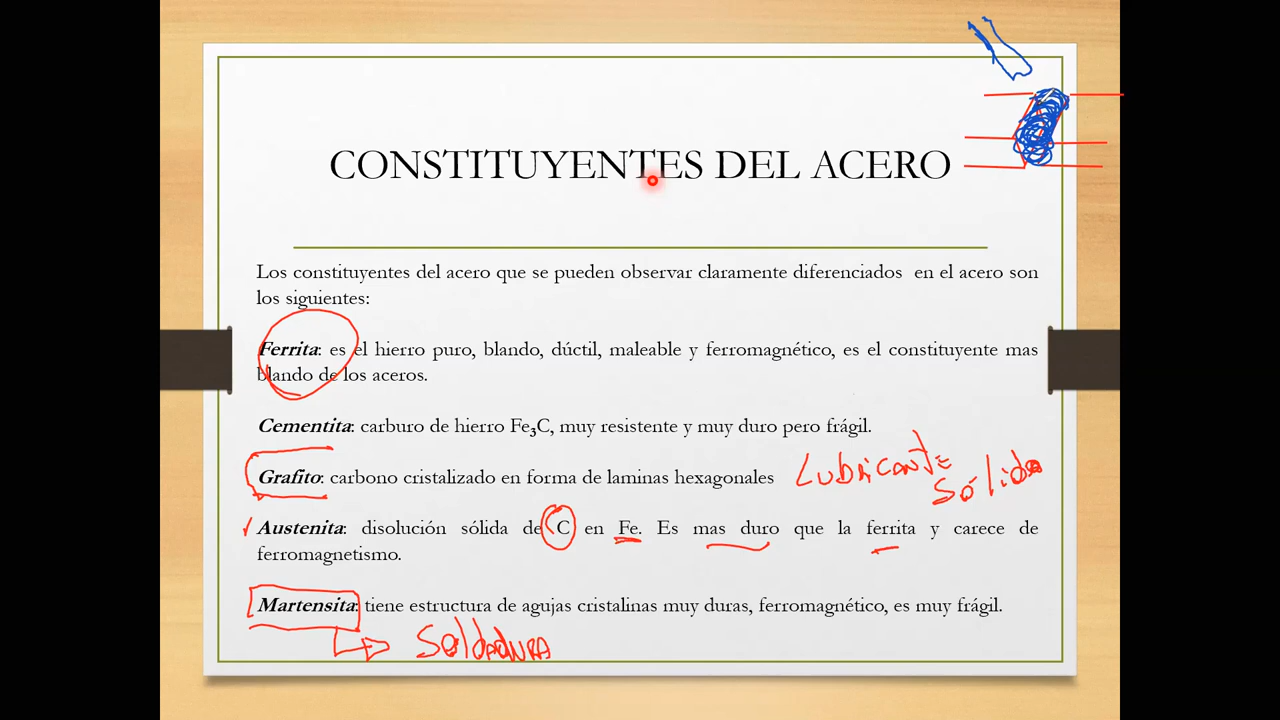 CONSTITUYENTES DEL ACERO
Los constituyentes del acero que se pueden observar claramente diferenciados en el acero son
los siguientes:
Ferrita: es el hierro puro, blando, dúctil, maleable y ferromagnético, es el constituyente mas
blando de los aceros.
Cementita: carburo de hierro Fe₃C, muy resistente y muy duro pero frágil.
Grafito: carbono cristalizado en forma de laminas hexagonales
Lubricante
Sólido
Austenita: disolución sólida de C en Fe. Es mas duro que la ferrita y carece de
ferromagnetismo.
Martensita: tiene estructura de agujas cristalinas muy duras, ferromagnético, es muy frágil.
Soldadura